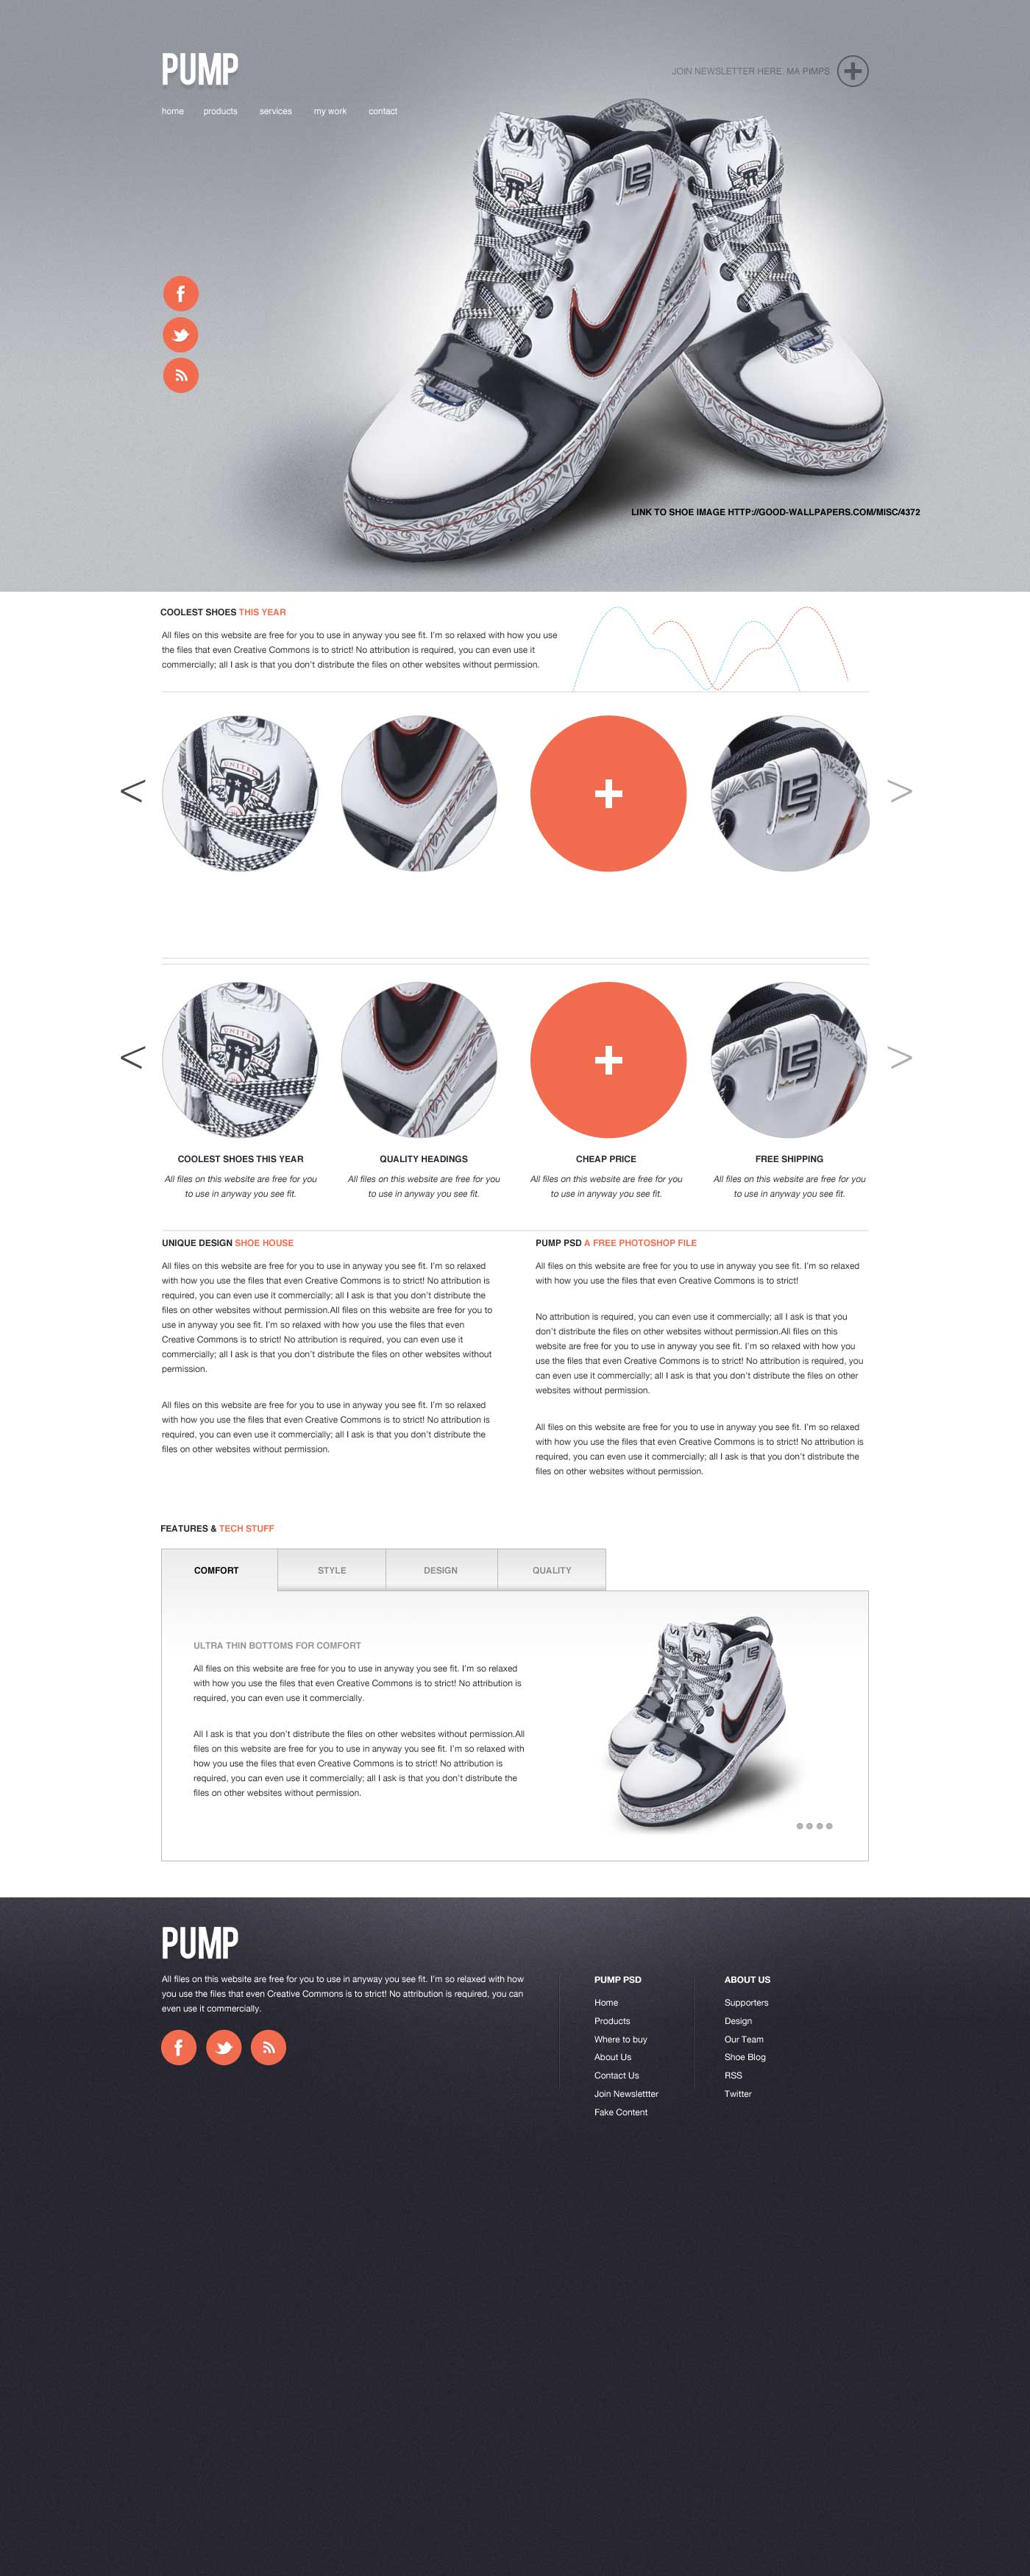 PUMP
JOIN NEWSLETTER HERE, MA PIMPS
home products services my work contact
VI
IV
LINK TO SHOE IMAGE HTTP://GOOD-WALLPAPERS.COM/MISC/4372
COOLEST SHOES THIS YEAR
All files on this website are free for you to use in anyway you see fit. I'm so relaxed with how you use
the files that even Creative Commons is to strict! No attribution is required, you can even use it
commercially; all I ask is that you don't distribute the files on other websites without permission.
< >
UNITED
< >
UNITED
COOLEST SHOES THIS YEAR
All files on this website are free for you
to use in anyway you see fit.
QUALITY HEADINGS
All files on this website are free for you
to use in anyway you see fit.
CHEAP PRICE
All files on this website are free for you
to use in anyway you see fit.
FREE SHIPPING
All files on this website are free for you
to use in anyway you see fit.
UNIQUE DESIGN SHOE HOUSE
All files on this website are free for you to use in anyway you see fit. I'm so relaxed
with how you use the files that even Creative Commons is to strict! No attribution is
required, you can even use it commercially; all I ask is that you don't distribute the
files on other websites without permission.All files on this website are free for you to
use in anyway you see fit. I'm so relaxed with how you use the files that even
Creative Commons is to strict! No attribution is required, you can even use it
commercially; all I ask is that you don't distribute the files on other websites without
permission.
All files on this website are free for you to use in anyway you see fit. I'm so relaxed
with how you use the files that even Creative Commons is to strict! No attribution is
required, you can even use it commercially; all I ask is that you don't distribute the
files on other websites without permission.
PUMP PSD A FREE PHOTOSHOP FILE
All files on this website are free for you to use in anyway you see fit. I'm so relaxed
with how you use the files that even Creative Commons is to strict!
No attribution is required, you can even use it commercially; all I ask is that you
don't distribute the files on other websites without permission.All files on this
website are free for you to use in anyway you see fit. I'm so relaxed with how you
use the files that even Creative Commons is to strict! No attribution is required, you
can even use it commercially; all I ask is that you don't distribute the files on other
websites without permission.
All files on this website are free for you to use in anyway you see fit. I'm so relaxed
with how you use the files that even Creative Commons is to strict! No attribution is
required, you can even use it commercially; all I ask is that you don't distribute the
files on other websites without permission.
FEATURES & TECH STUFF
COMFORT STYLE DESIGN QUALITY
ULTRA THIN BOTTOMS FOR COMFORT
All files on this website are free for you to use in anyway you see fit. I'm so relaxed
with how you use the files that even Creative Commons is to strict! No attribution is
required, you can even use it commercially.
All I ask is that you don't distribute the files on other websites without permission.All
files on this website are free for you to use in anyway you see fit. I'm so relaxed with
how you use the files that even Creative Commons is to strict! No attribution is
required, you can even use it commercially; all I ask is that you don't distribute the
files on other websites without permission.
PUMP
All files on this website are free for you to use in anyway you see fit. I'm so relaxed with how
you use the files that even Creative Commons is to strict! No attribution is required, you can
even use it commercially.
PUMP PSD
Home
Products
Where to buy
About Us
Contact Us
Join Newslettter
Fake Content
ABOUT US
Supporters
Design
Our Team
Shoe Blog
RSS
Twitter